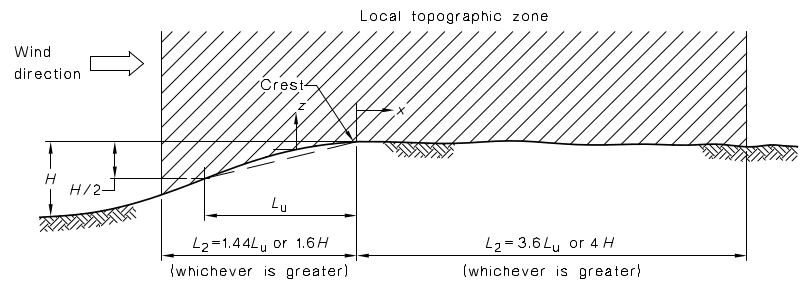 Local topographic zone
Wind
direction
Crest
z
x
H
H/2
Lu
L2=1.44Lu or 1.6H
(whichever is greater)
L2=3.6Lu or 4H
(whichever is greater)